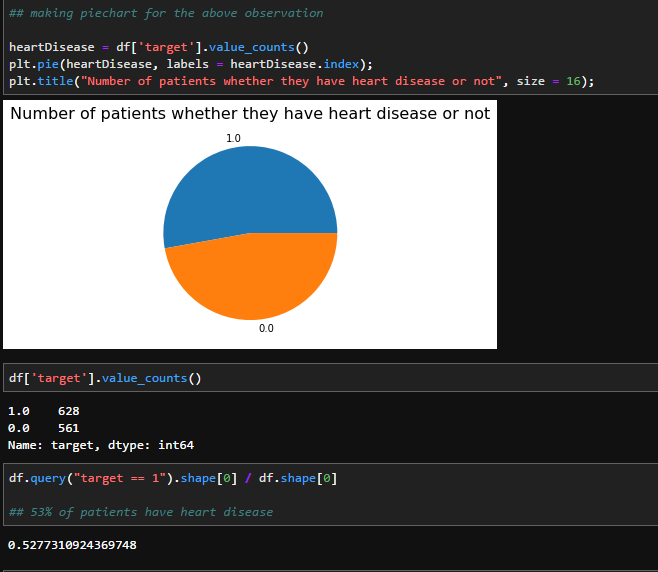 ## making piechart for the above observation
heartDisease = df['target'].value_counts()
plt.pie(heartDisease, labels = heartDisease.index);
plt.title("Number of patients whether they have heart disease or not", size = 16);
Number of patients whether they have heart disease or not
1.0
0.0
df['target'].value_counts()
1.0    628
0.0    561
Name: target, dtype: int64
df.query("target == 1").shape[0] / df.shape[0]
## 53% of patients have heart disease
0.5277310924369748